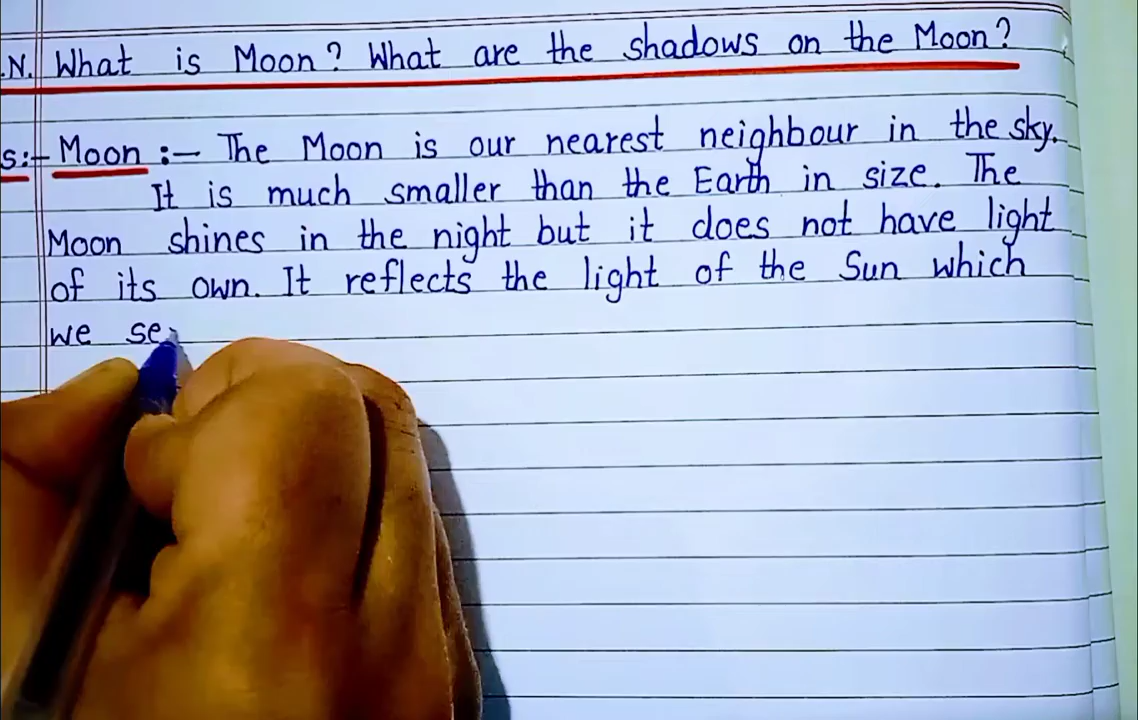 .N. What is Moon? What are the shadows on the Moon?
s:- Moon :- The Moon is our nearest neighbour in the sky.
It is much smaller than the Earth in size. The
Moon shines in the night but it does not have light
of its own. It reflects the light of the Sun which
we se